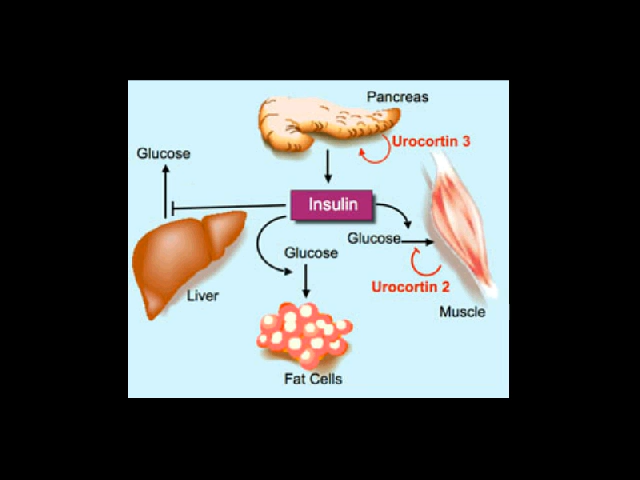 Pancreas
Urocortin 3
Glucose
Insulin
Glucose
Glucose
Urocortin 2
Liver
Muscle
Fat Cells